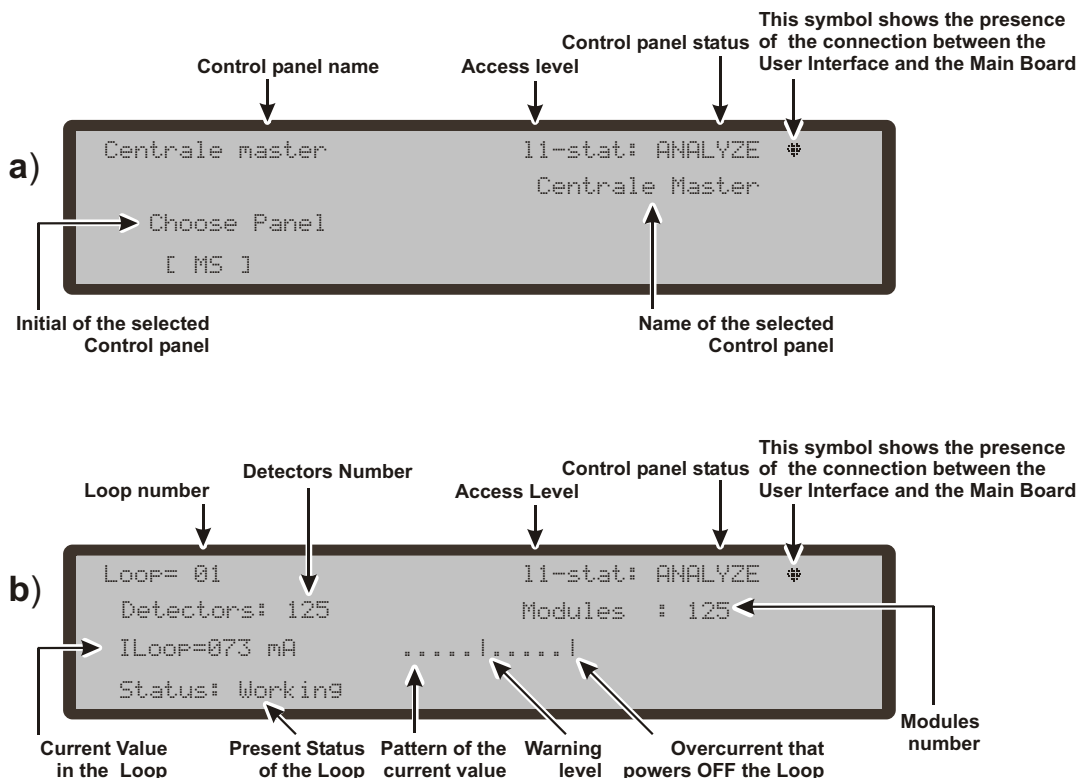 This symbol shows the presence
of the connection between the
User Interface and the Main Board
Control panel status
Control panel name
Access level
a)
Centrale master
l1-stat: ANALYZE
Centrale Master
Choose Panel
[ MS ]
Initial of the selected
Control panel
Name of the selected
Control panel
This symbol shows the presence
of the connection between the
User Interface and the Main Board
Control panel status
Detectors Number
Loop number
Access Level
b)
Loop= 01
l1-stat: ANALYZE
Detectors: 125
Modules : 125
ILoop=073 mA
.....|.....|
Status: Working
Current Value
in the Loop
Present Status
of the Loop
Pattern of the
current value
Warning
level
Overcurrent that
powers OFF the Loop
Modules
number